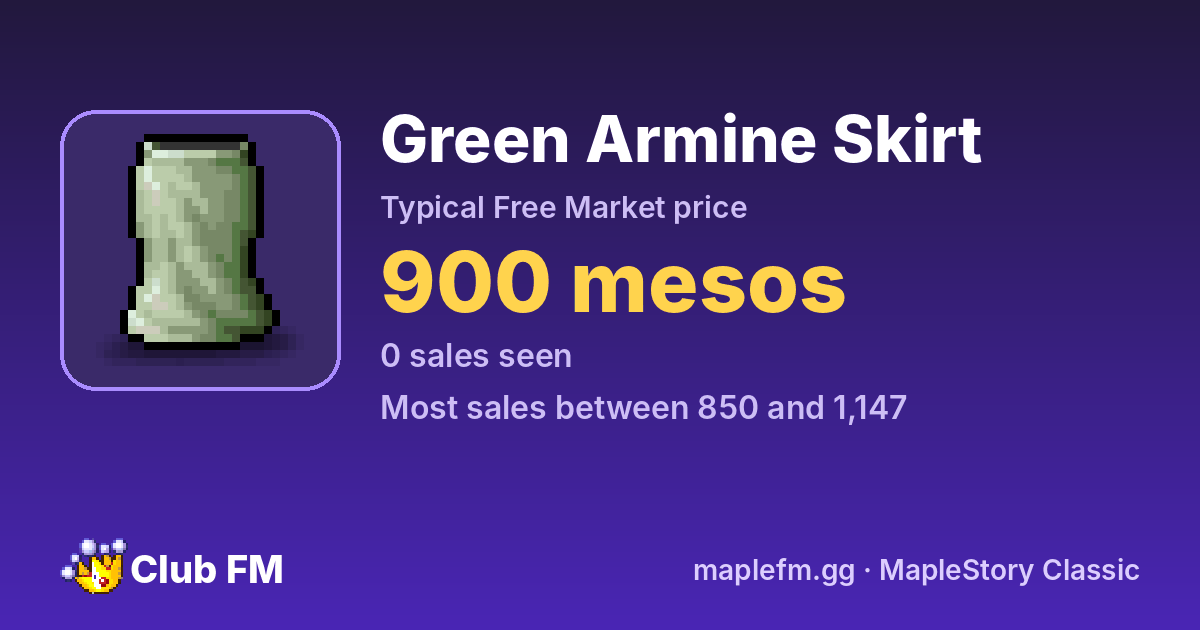 Green Armine Skirt
Typical Free Market price
900 mesos
0 sales seen
Most sales between 850 and 1,147
Club FM
maplefm.gg · MapleStory Classic